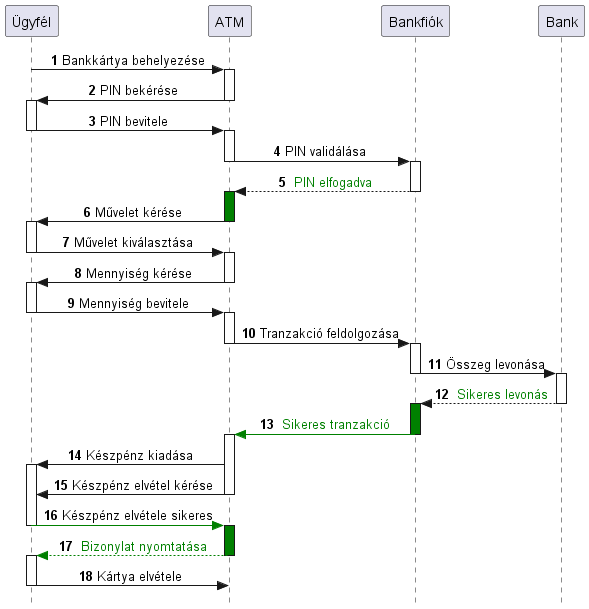 Ügyfél
ATM
Bankfiók
Bank
1 Bankkártya behelyezése
2 PIN bekérése
3 PIN bevitele
4 PIN validálása
5 PIN elfogadva
6 Művelet kérése
7 Művelet kiválasztása
8 Mennyiség kérése
9 Mennyiség bevitele
10 Tranzakció feldolgozása
11 Összeg levonása
12 Sikeres levonás
13 Sikeres tranzakció
14 Készpénz kiadása
15 Készpénz elvétel kérése
16 Készpénz elvétele sikeres
17 Bizonylat nyomtatása
18 Kártya elvétele